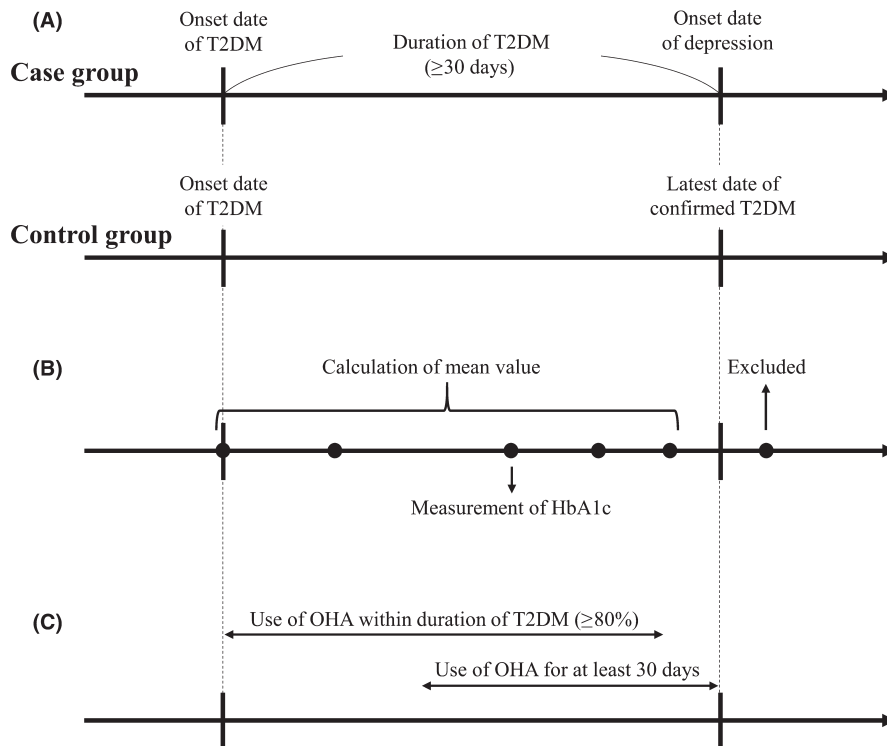 (A)
Onset date
of T2DM
Duration of T2DM
(≥30 days)
Onset date
of depression
Case group
Onset date
of T2DM
Latest date of
confirmed T2DM
Control group
(B)
Calculation of mean value
Excluded
Measurement of HbA1c
(C)
Use of OHA within duration of T2DM (≥80%)
Use of OHA for at least 30 days